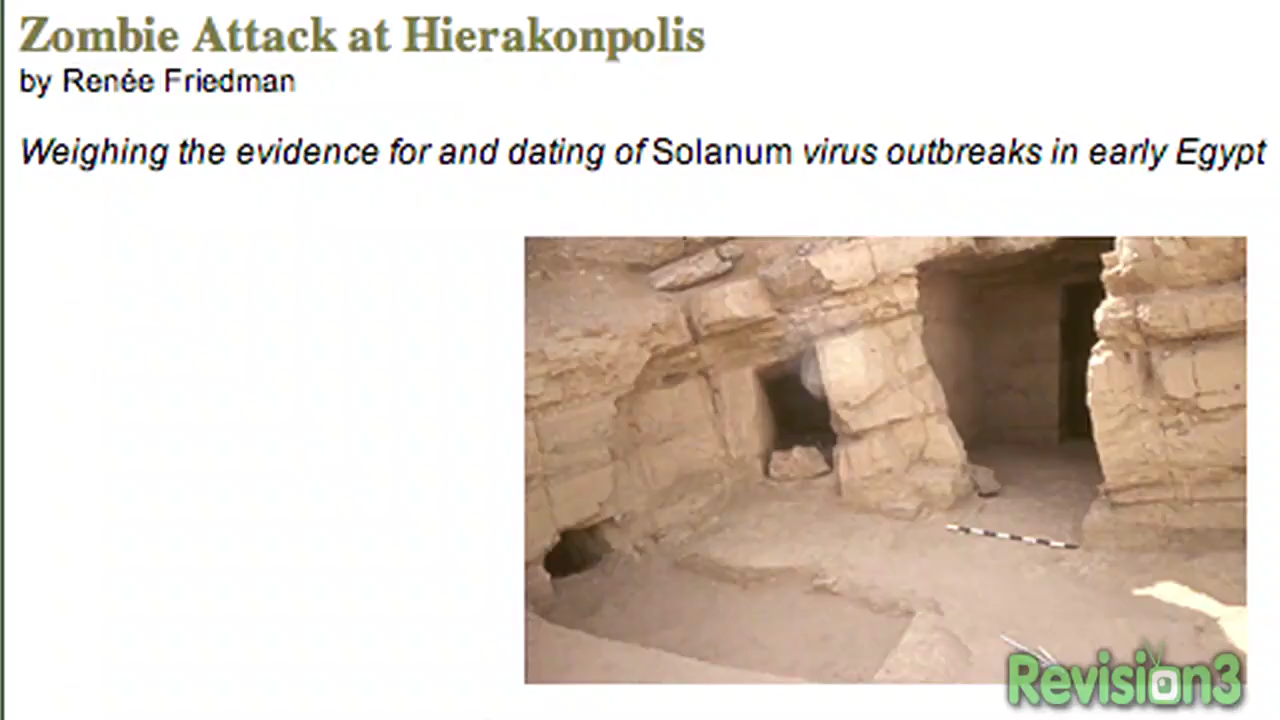 Zombie Attack at Hierakonpolis
by Renée Friedman
Weighing the evidence for and dating of Solanum virus outbreaks in early Egypt
Revision3